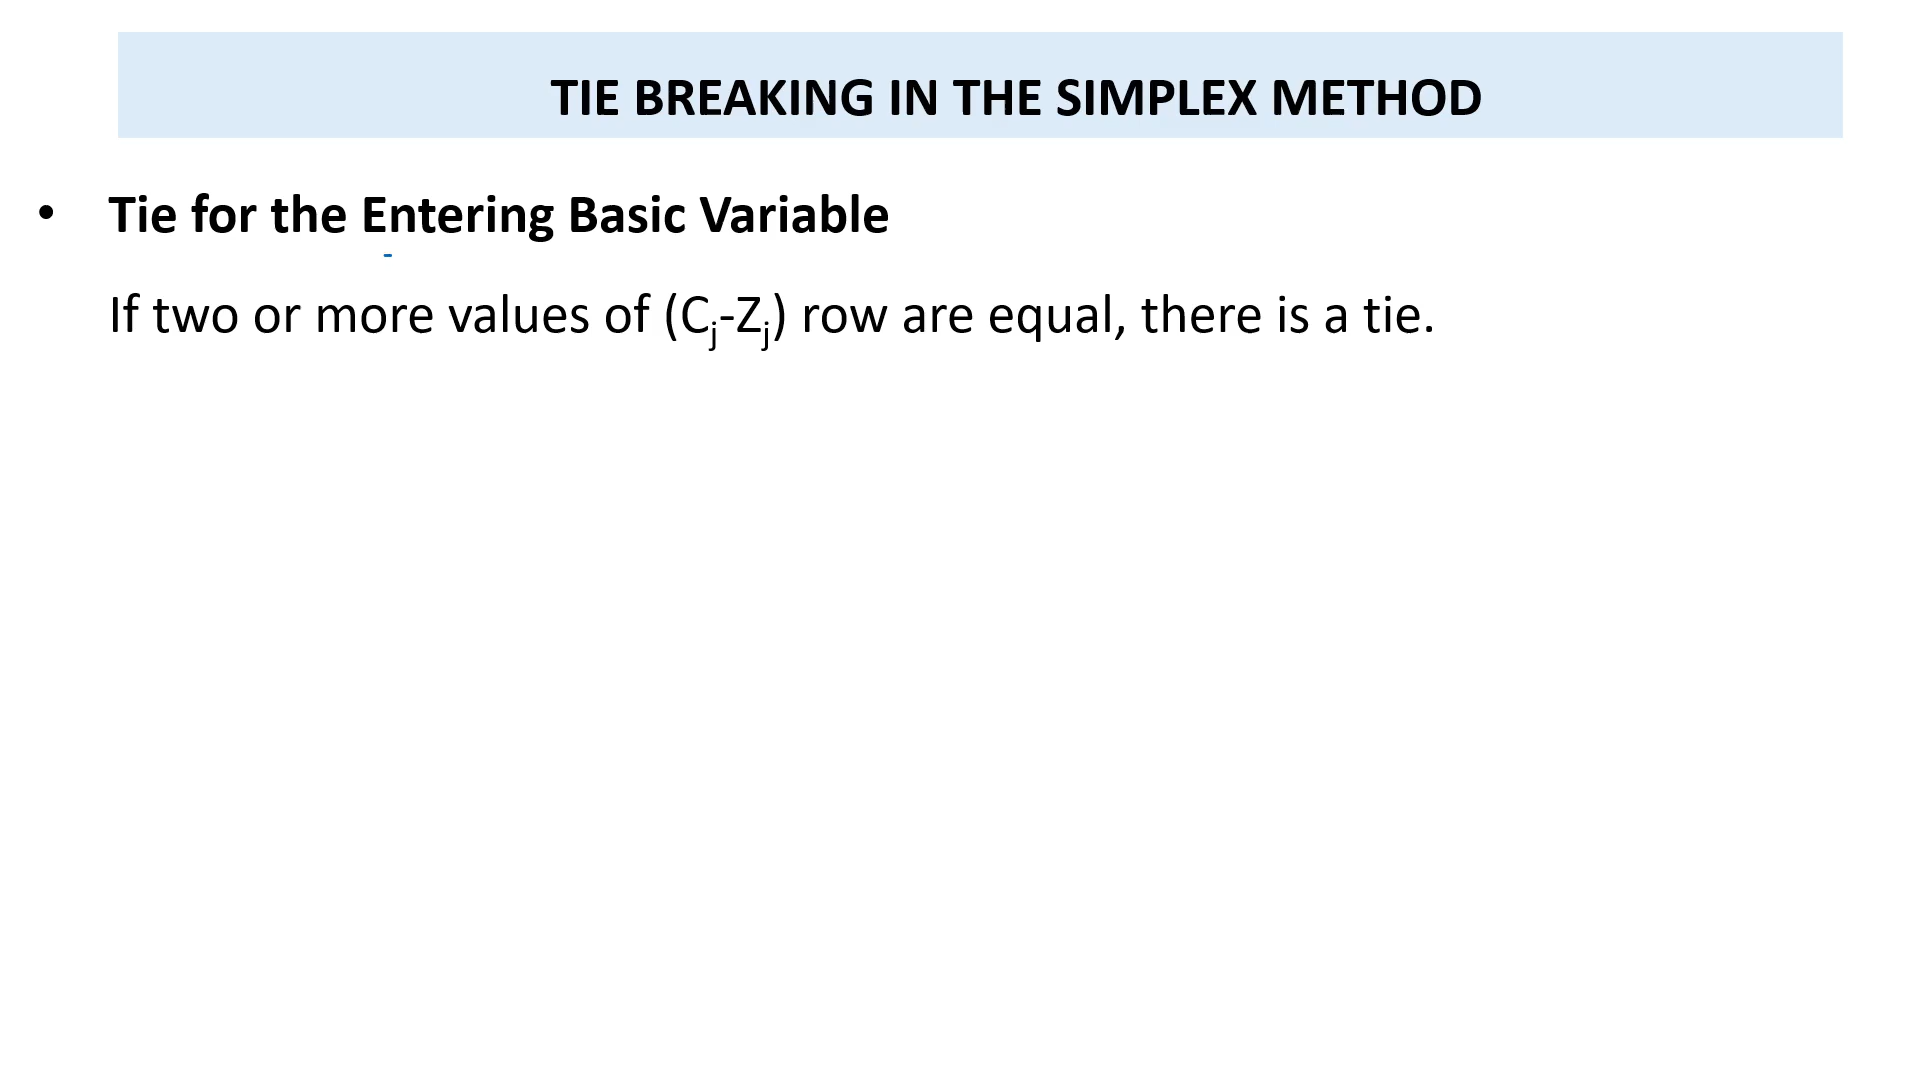 TIE BREAKING IN THE SIMPLEX METHOD
• Tie for the Entering Basic Variable
If two or more values of (Cj-Zj) row are equal, there is a tie.